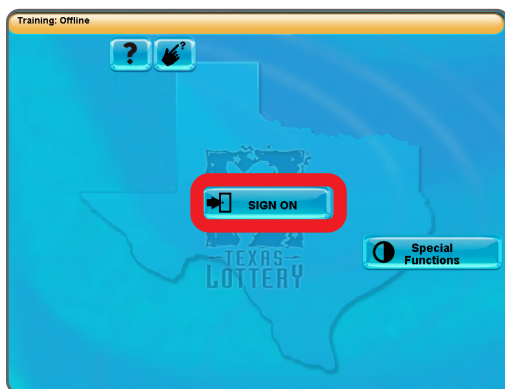 Training: Offline
?
?
SIGN ON
TEXAS
LOTTERY
Special
Functions